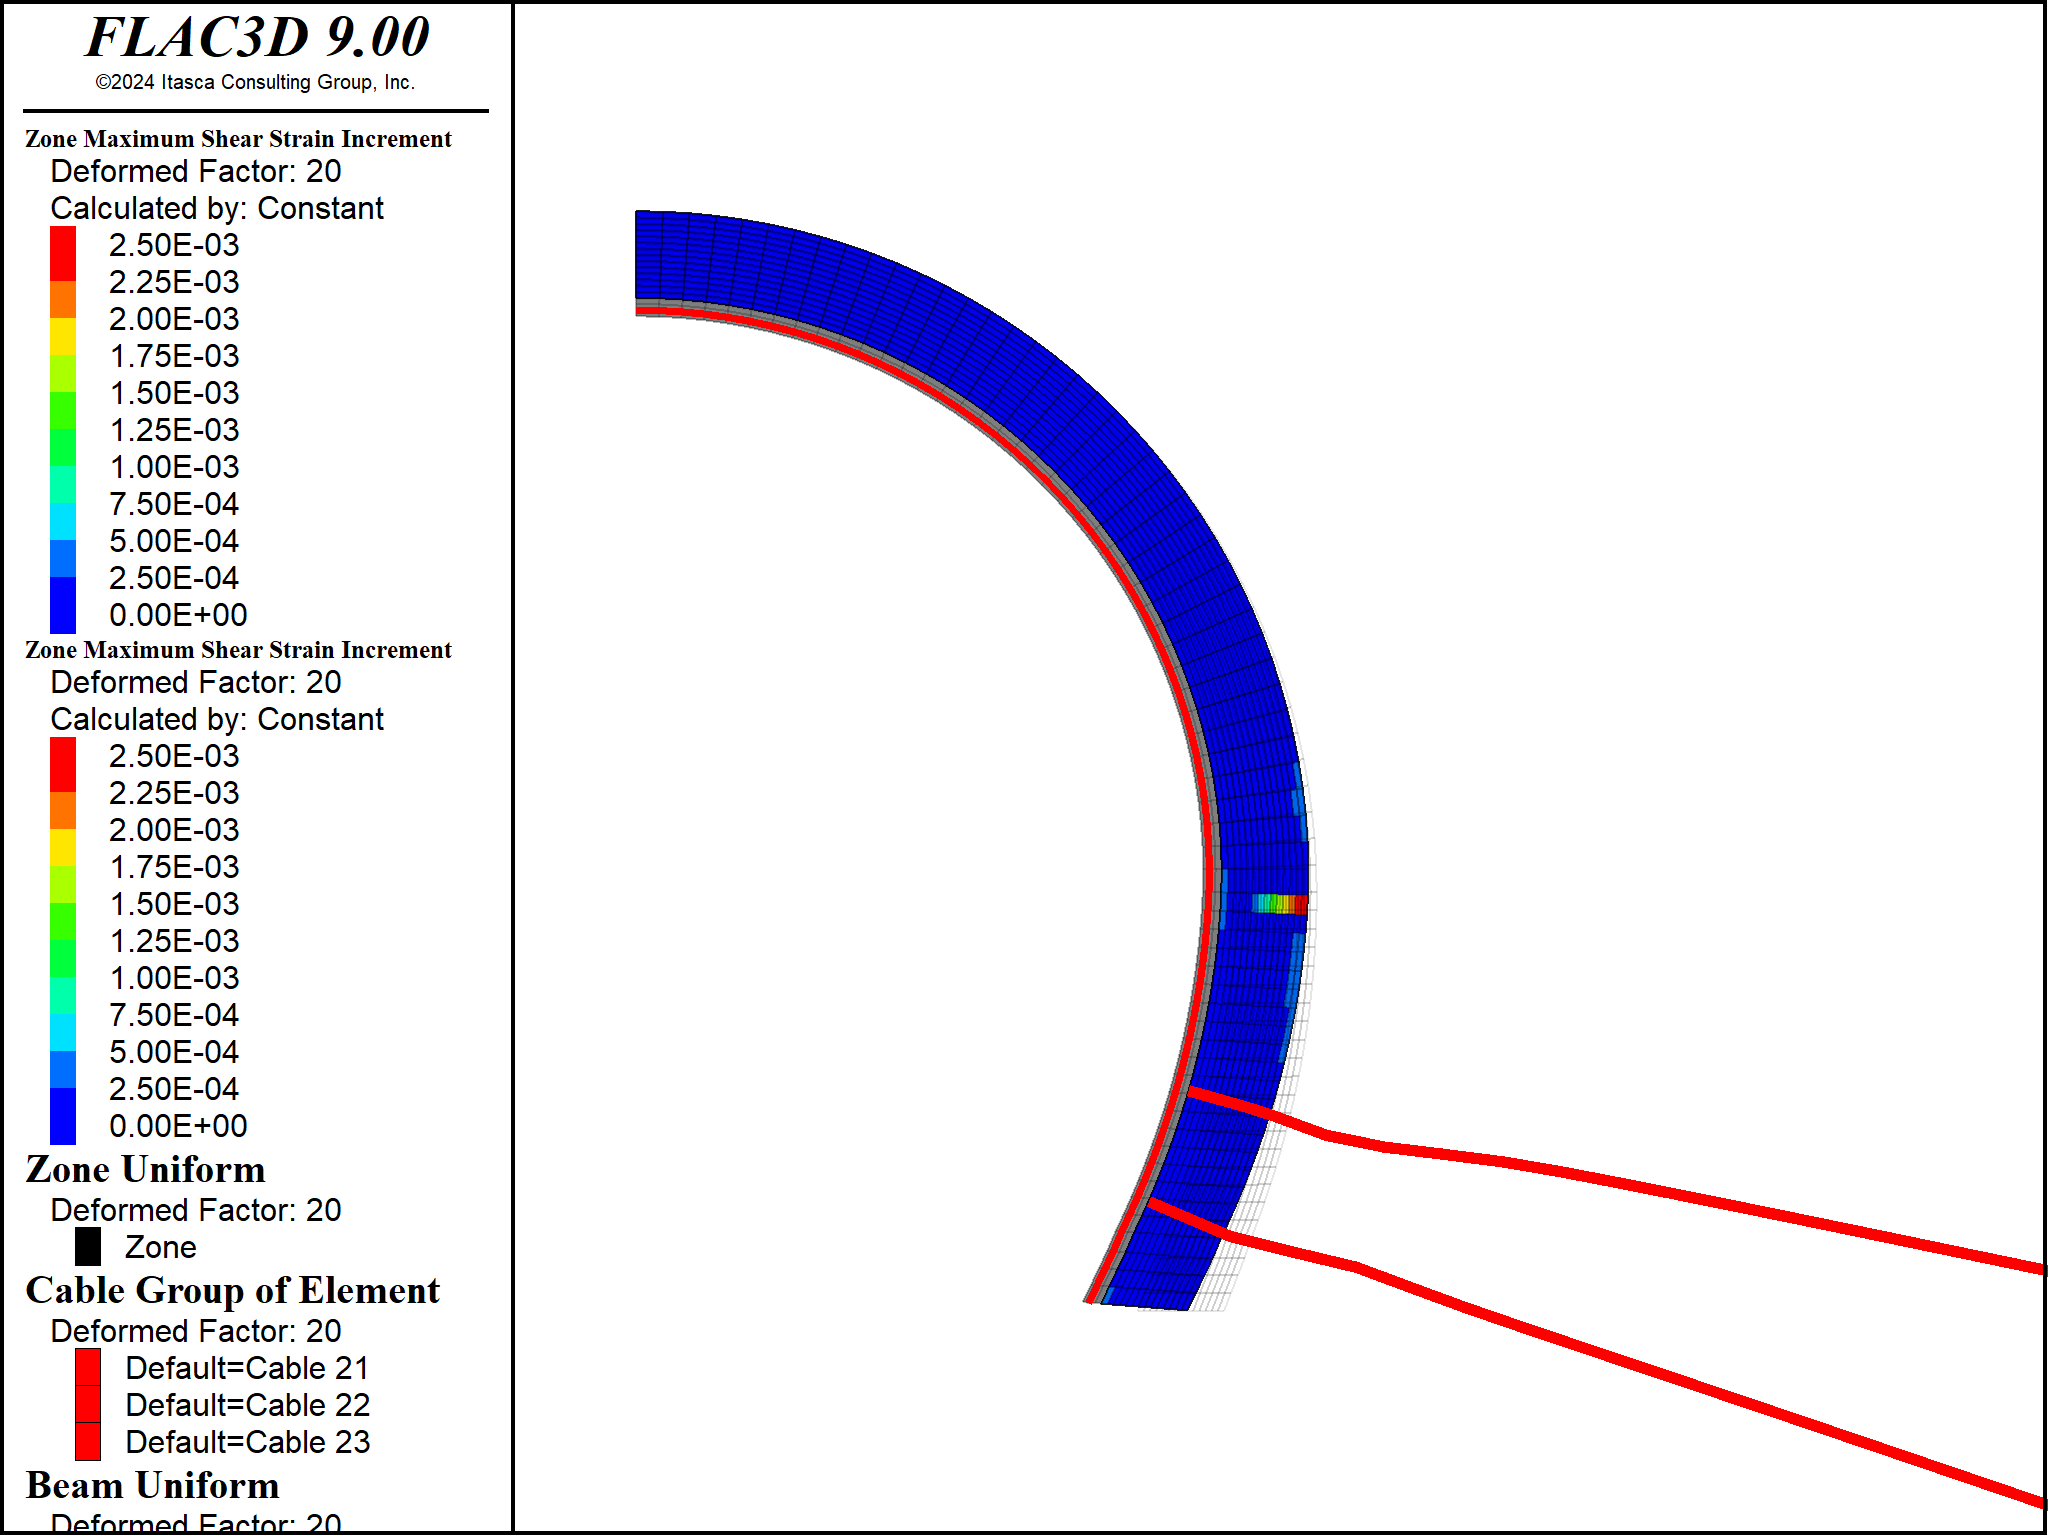 FLAC3D 9.00
©2024 Itasca Consulting Group, Inc.
Zone Maximum Shear Strain Increment
Deformed Factor: 20
Calculated by: Constant
2.50E-03
2.25E-03
2.00E-03
1.75E-03
1.50E-03
1.25E-03
1.00E-03
7.50E-04
5.00E-04
2.50E-04
0.00E+00
Zone Maximum Shear Strain Increment
Deformed Factor: 20
Calculated by: Constant
2.50E-03
2.25E-03
2.00E-03
1.75E-03
1.50E-03
1.25E-03
1.00E-03
7.50E-04
5.00E-04
2.50E-04
0.00E+00
Zone Uniform
Deformed Factor: 20
Zone
Cable Group of Element
Deformed Factor: 20
Default=Cable 21
Default=Cable 22
Default=Cable 23
Beam Uniform
Deformed Factor: 20